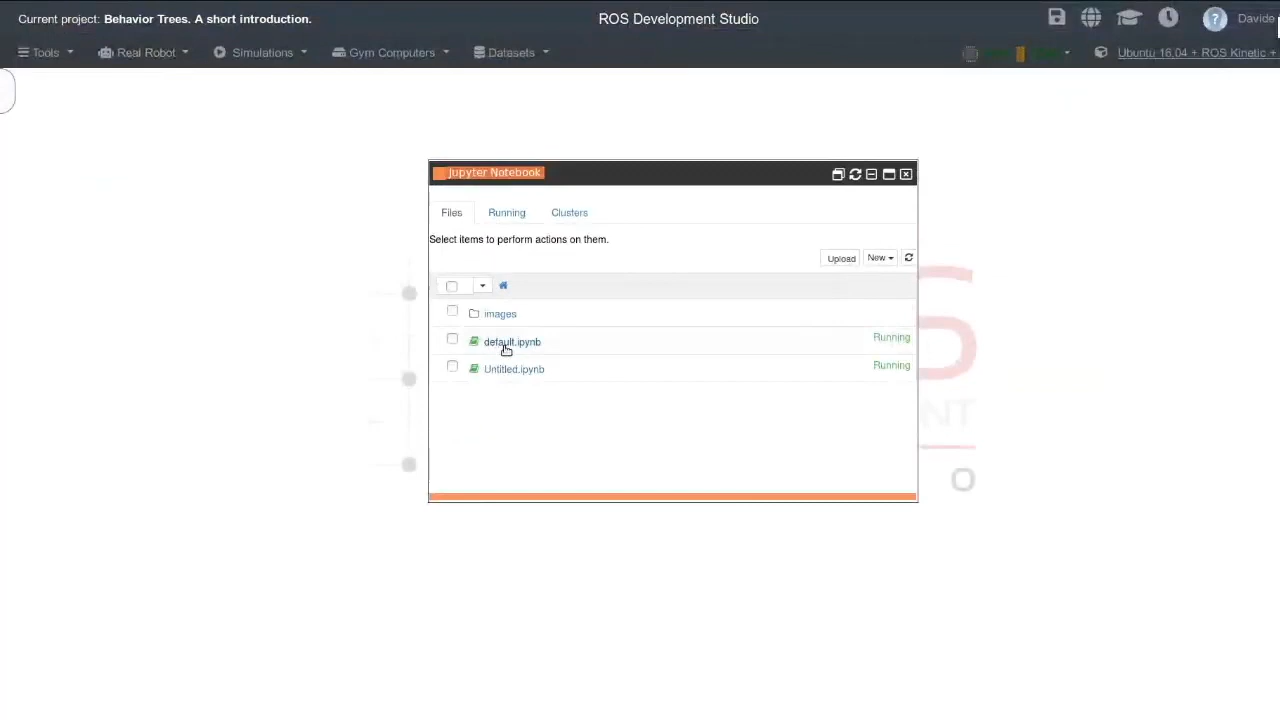 Current project: Behavior Trees. A short introduction.
ROS Development Studio
Davide
Tools
Real Robot
Simulations
Gym Computers
Datasets
Ubuntu 16.04 + ROS Kinetic +
Jupyter Notebook
Files
Running
Clusters
Select items to perform actions on them.
Upload
New
images
default.ipynb
Running
Untitled.ipynb
Running
S
NT
O